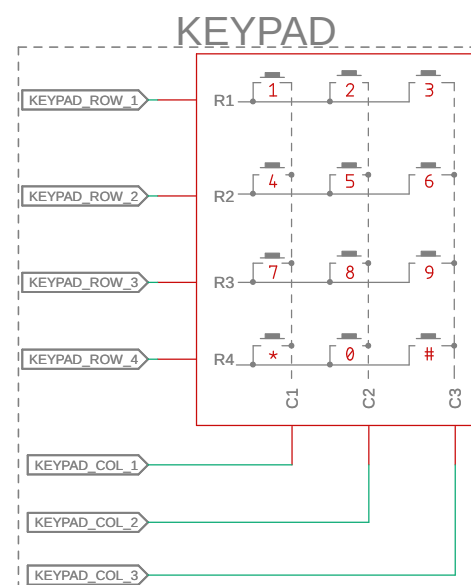 KEYPAD
KEYPAD_ROW_1 R1 1 2 3
KEYPAD_ROW_2 R2 4 5 6
KEYPAD_ROW_3 R3 7 8 9
KEYPAD_ROW_4 R4 * 0 #
C1 C2 C3
KEYPAD_COL_1
KEYPAD_COL_2
KEYPAD_COL_3